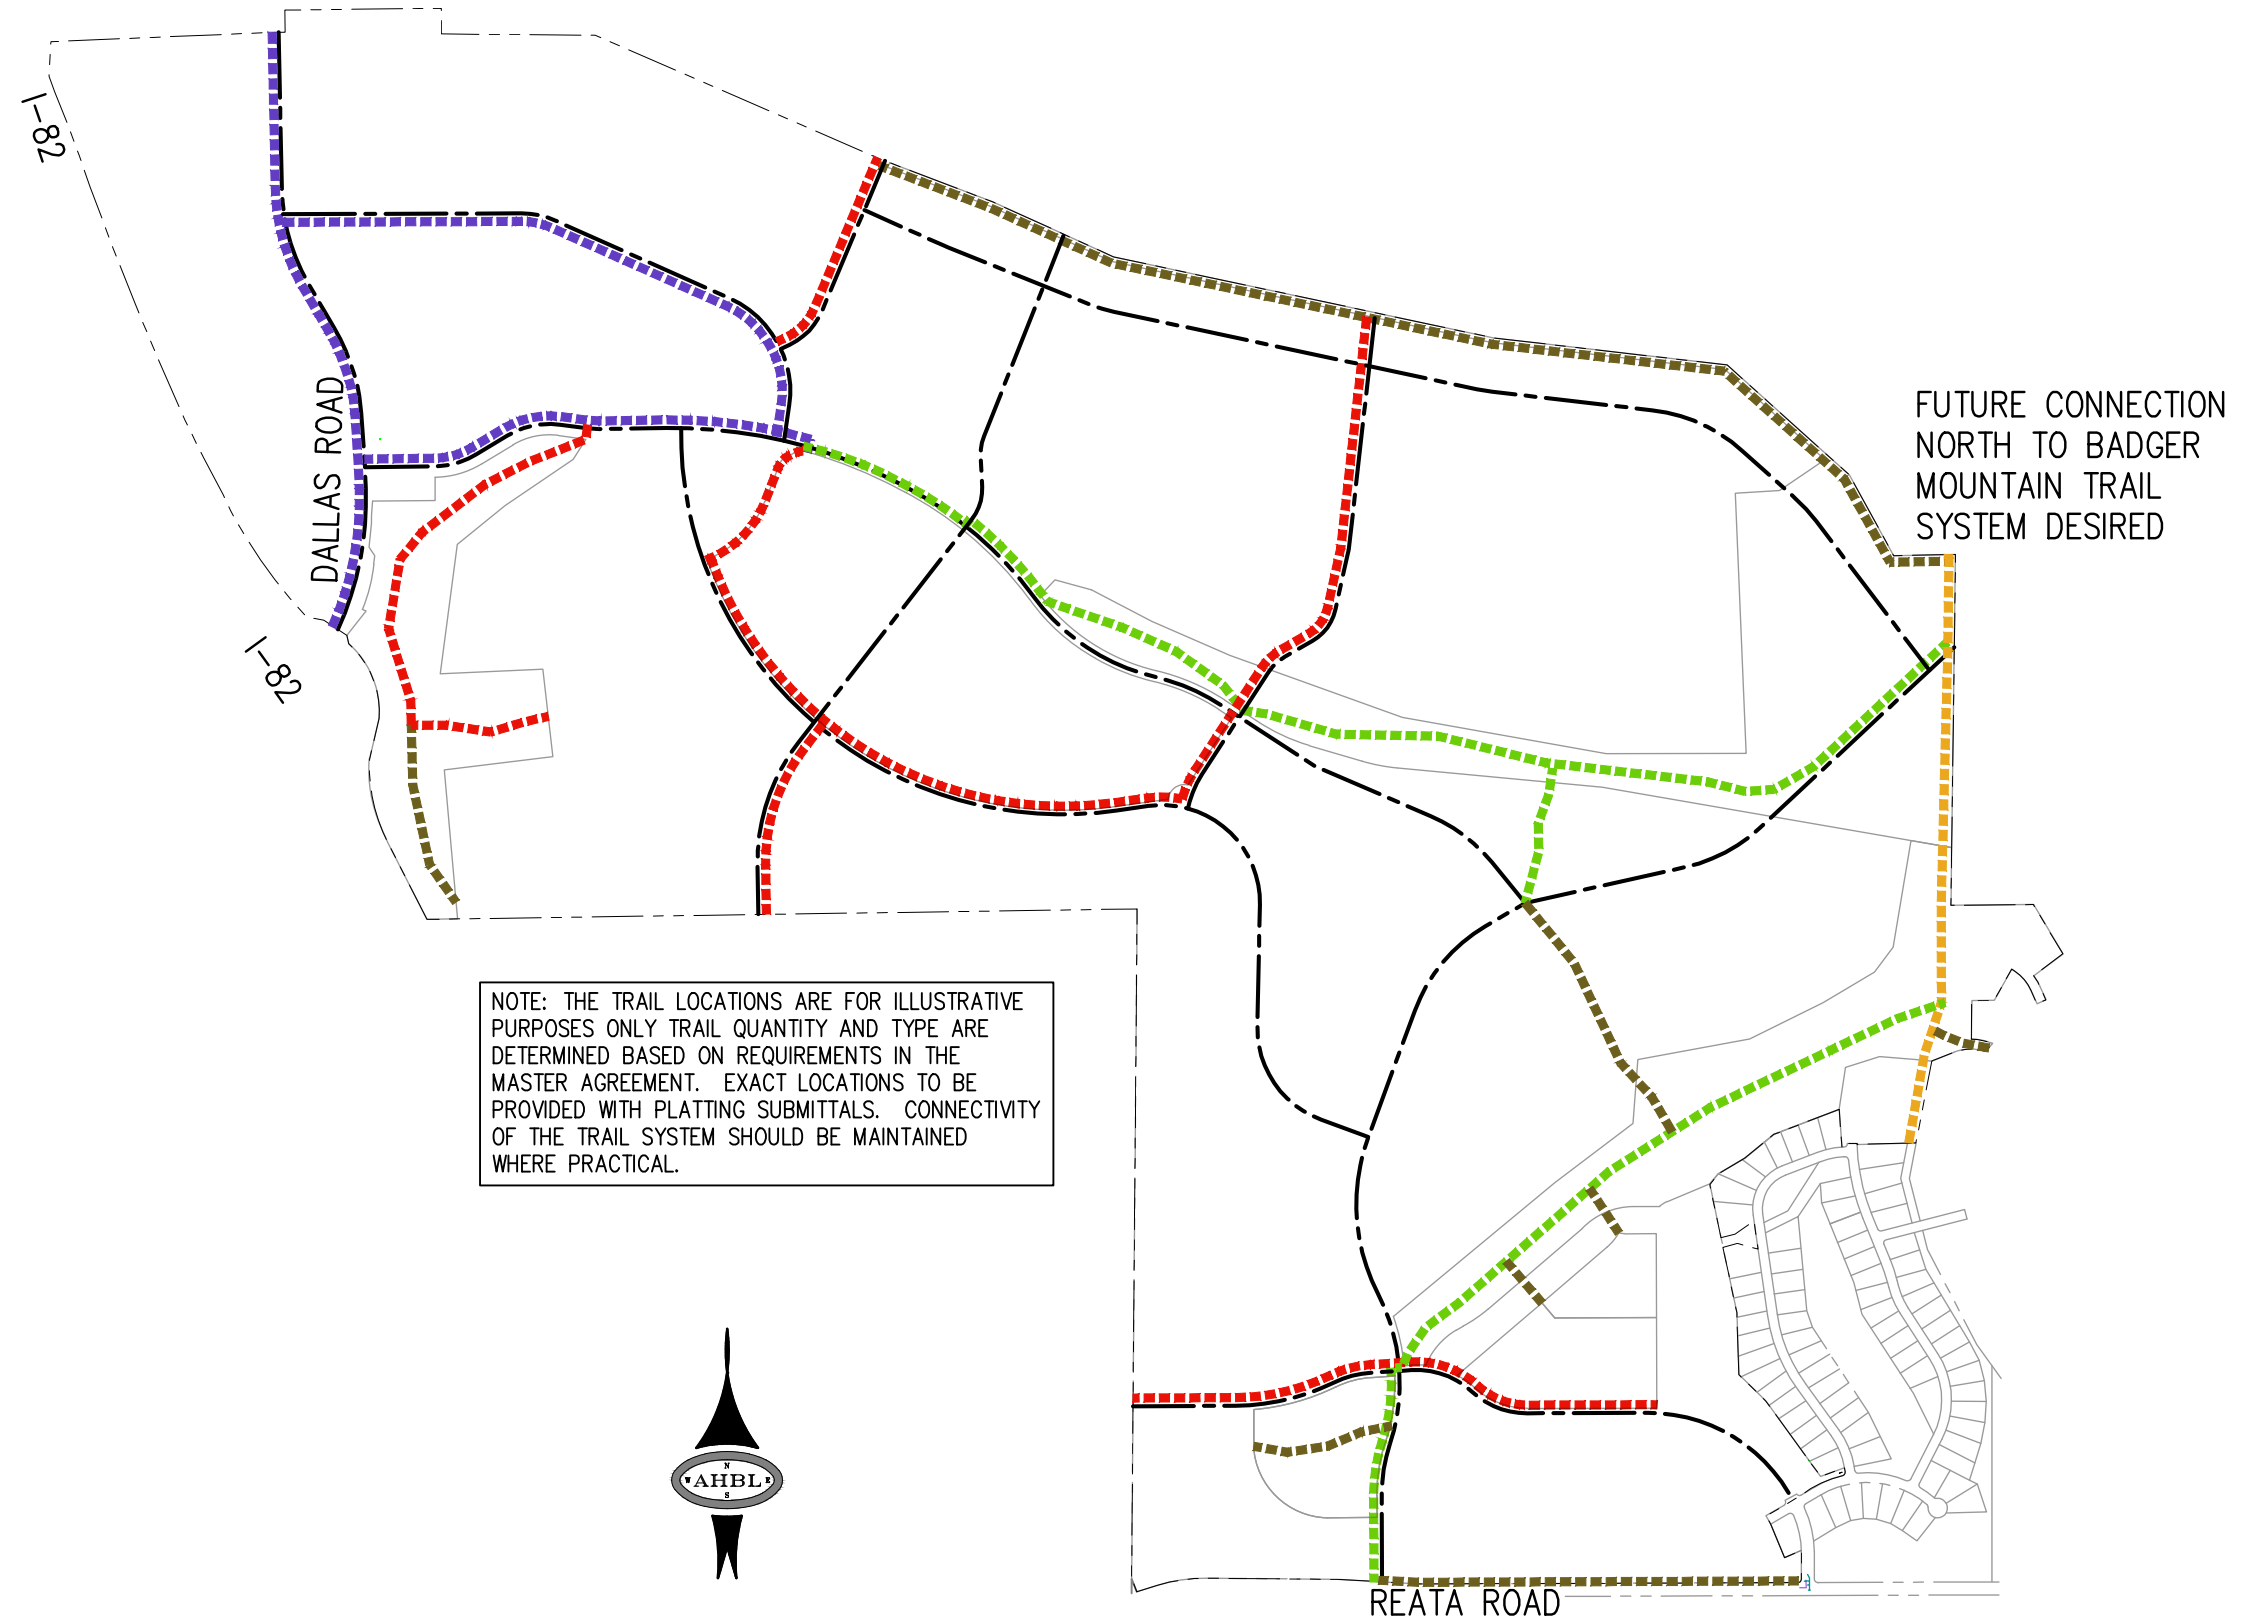 I-82
DALLAS ROAD
I-82
FUTURE CONNECTION
NORTH TO BADGER
MOUNTAIN TRAIL
SYSTEM DESIRED
NOTE: THE TRAIL LOCATIONS ARE FOR ILLUSTRATIVE
PURPOSES ONLY TRAIL QUANTITY AND TYPE ARE
DETERMINED BASED ON REQUIREMENTS IN THE
MASTER AGREEMENT. EXACT LOCATIONS TO BE
PROVIDED WITH PLATTING SUBMITTALS. CONNECTIVITY
OF THE TRAIL SYSTEM SHOULD BE MAINTAINED
WHERE PRACTICAL.
N
W AHBL E
S
REATA ROAD